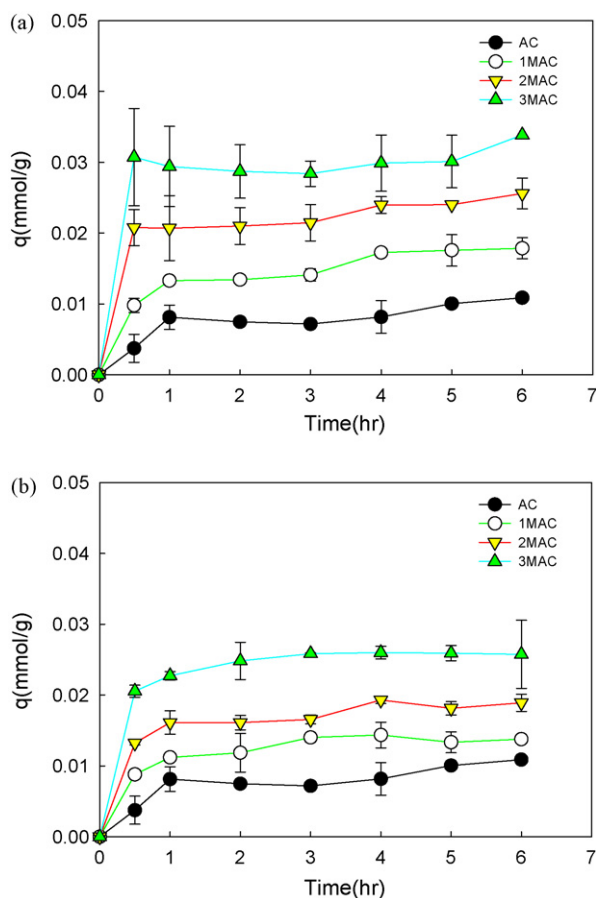 (a)
0.05
0.04
0.03
0.02
0.01
0.00
q(mmol/g)
AC
1MAC
2MAC
3MAC
0 1 2 3 4 5 6 7
Time(hr)
(b)
0.05
0.04
0.03
0.02
0.01
0.00
q(mmol/g)
AC
1MAC
2MAC
3MAC
0 1 2 3 4 5 6 7
Time(hr)